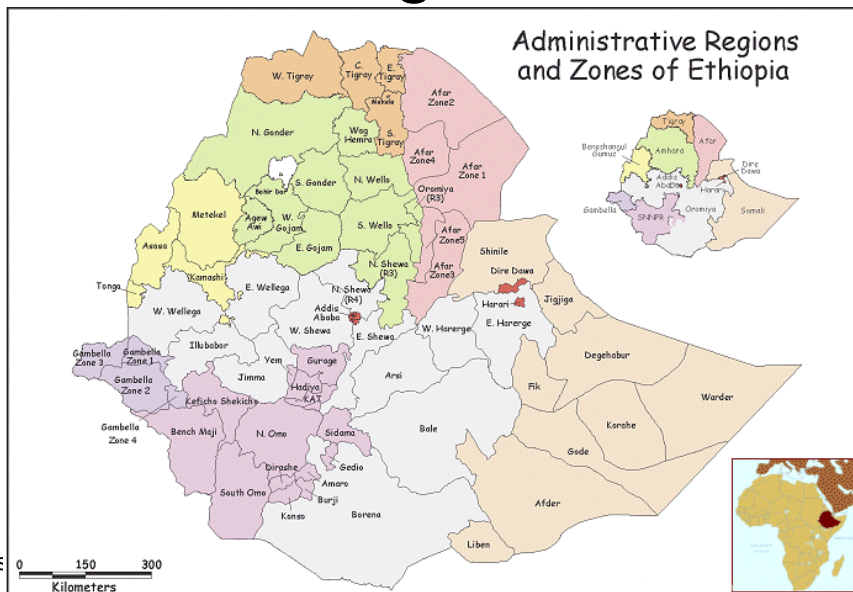 Administrative Regions
and Zones of Ethiopia
W. Tigray
C.
Tigray
E.
Tigray
Mekele
S.
Tigray
Afar
Zone2
N. Gonder
Wag
Hemra
Afar
Zone4
Afar
Zone 1
Bahir Dar
S. Gonder
N. Wello
Oromiya
(R3)
Metekel
Agew
Awi
W.
Gojam
S. Wello
Afar
Zone5
E. Gojam
Asosa
N. Shewa
(R3)
Afar
Zone3
Shinile
Dire Dawa
Tonga
Kamashi
E. Wellega
N. Shewa
(R4)
Harari
Jigjiga
W. Wellega
Addis
Ababa
W. Shewa
E. Shewa
W. Harerge
E. Harerge
Gambella
Zone 3
Gambella
Zone 1
Illubabor
Yem
Gurage
Degehabur
Gambella
Zone 2
Jimma
Hadiya
KAT
Arsi
Fik
Warder
Keficho Shekicho
Gambella
Zone 4
Bench Maji
N. Omo
Sidama
Bale
Korahe
Gode
Gedio
Dirashe
Amaro
South Omo
Burji
Konso
Borena
Afder
Liben
Tigray
Afar
Amhara
Beneshangul
Gumuz
Addis
Ababa
Dire
Dawa
Harari
Gambella
SNNPR
Oromiya
Somali
0 150 300
Kilometers